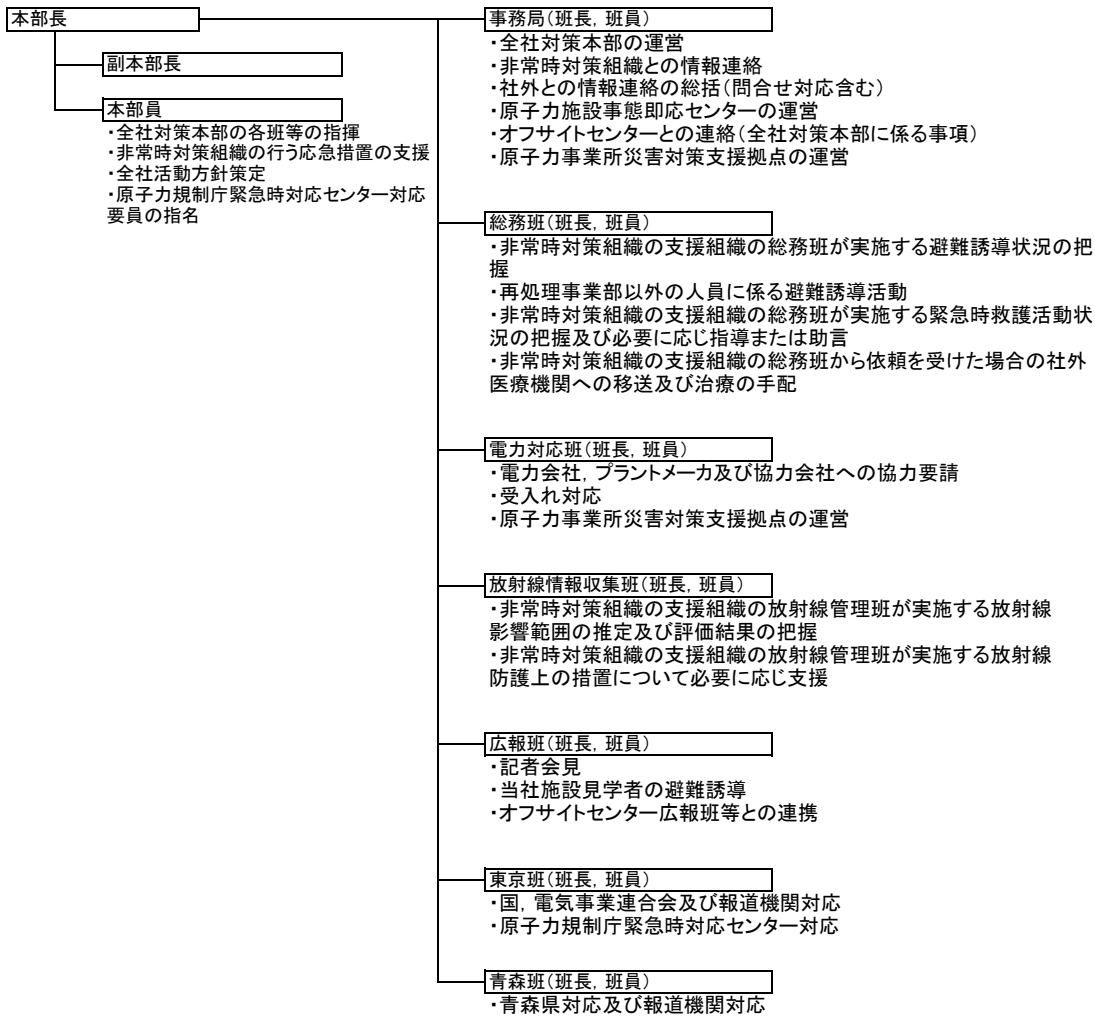 本部長
副本部長
本部員
・全社対策本部の各班等の指揮
・非常時対策組織の行う応急措置の支援
・全社活動方針策定
・原子力規制庁緊急時対応センター対応
要員の指名
事務局(班長, 班員)
・全社対策本部の運営
・非常時対策組織との情報連絡
・社外との情報連絡の総括(問合せ対応含む)
・原子力施設事態即応センターの運営
・オフサイトセンターとの連絡(全社対策本部に係る事項)
・原子力事業所災害対策支援拠点の運営
総務班(班長, 班員)
・非常時対策組織の支援組織の総務班が実施する避難誘導状況の把
握
・再処理事業部以外の人員に係る避難誘導活動
・非常時対策組織の支援組織の総務班が実施する緊急時救護活動状
況の把握及び必要に応じ指導または助言
・非常時対策組織の支援組織の総務班から依頼を受けた場合の社外
医療機関への移送及び治療の手配
電力対応班(班長, 班員)
・電力会社, プラントメーカ及び協力会社への協力要請
・受入れ対応
・原子力事業所災害対策支援拠点の運営
放射線情報収集班(班長, 班員)
・非常時対策組織の支援組織の放射線管理班が実施する放射線
影響範囲の推定及び評価結果の把握
・非常時対策組織の支援組織の放射線管理班が実施する放射線
防護上の措置について必要に応じ支援
広報班(班長, 班員)
・記者会見
・当社施設見学者の避難誘導
・オフサイトセンター広報班等との連携
東京班(班長, 班員)
・国, 電気事業連合会及び報道機関対応
・原子力規制庁緊急時対応センター対応
青森班(班長, 班員)
・青森県対応及び報道機関対応